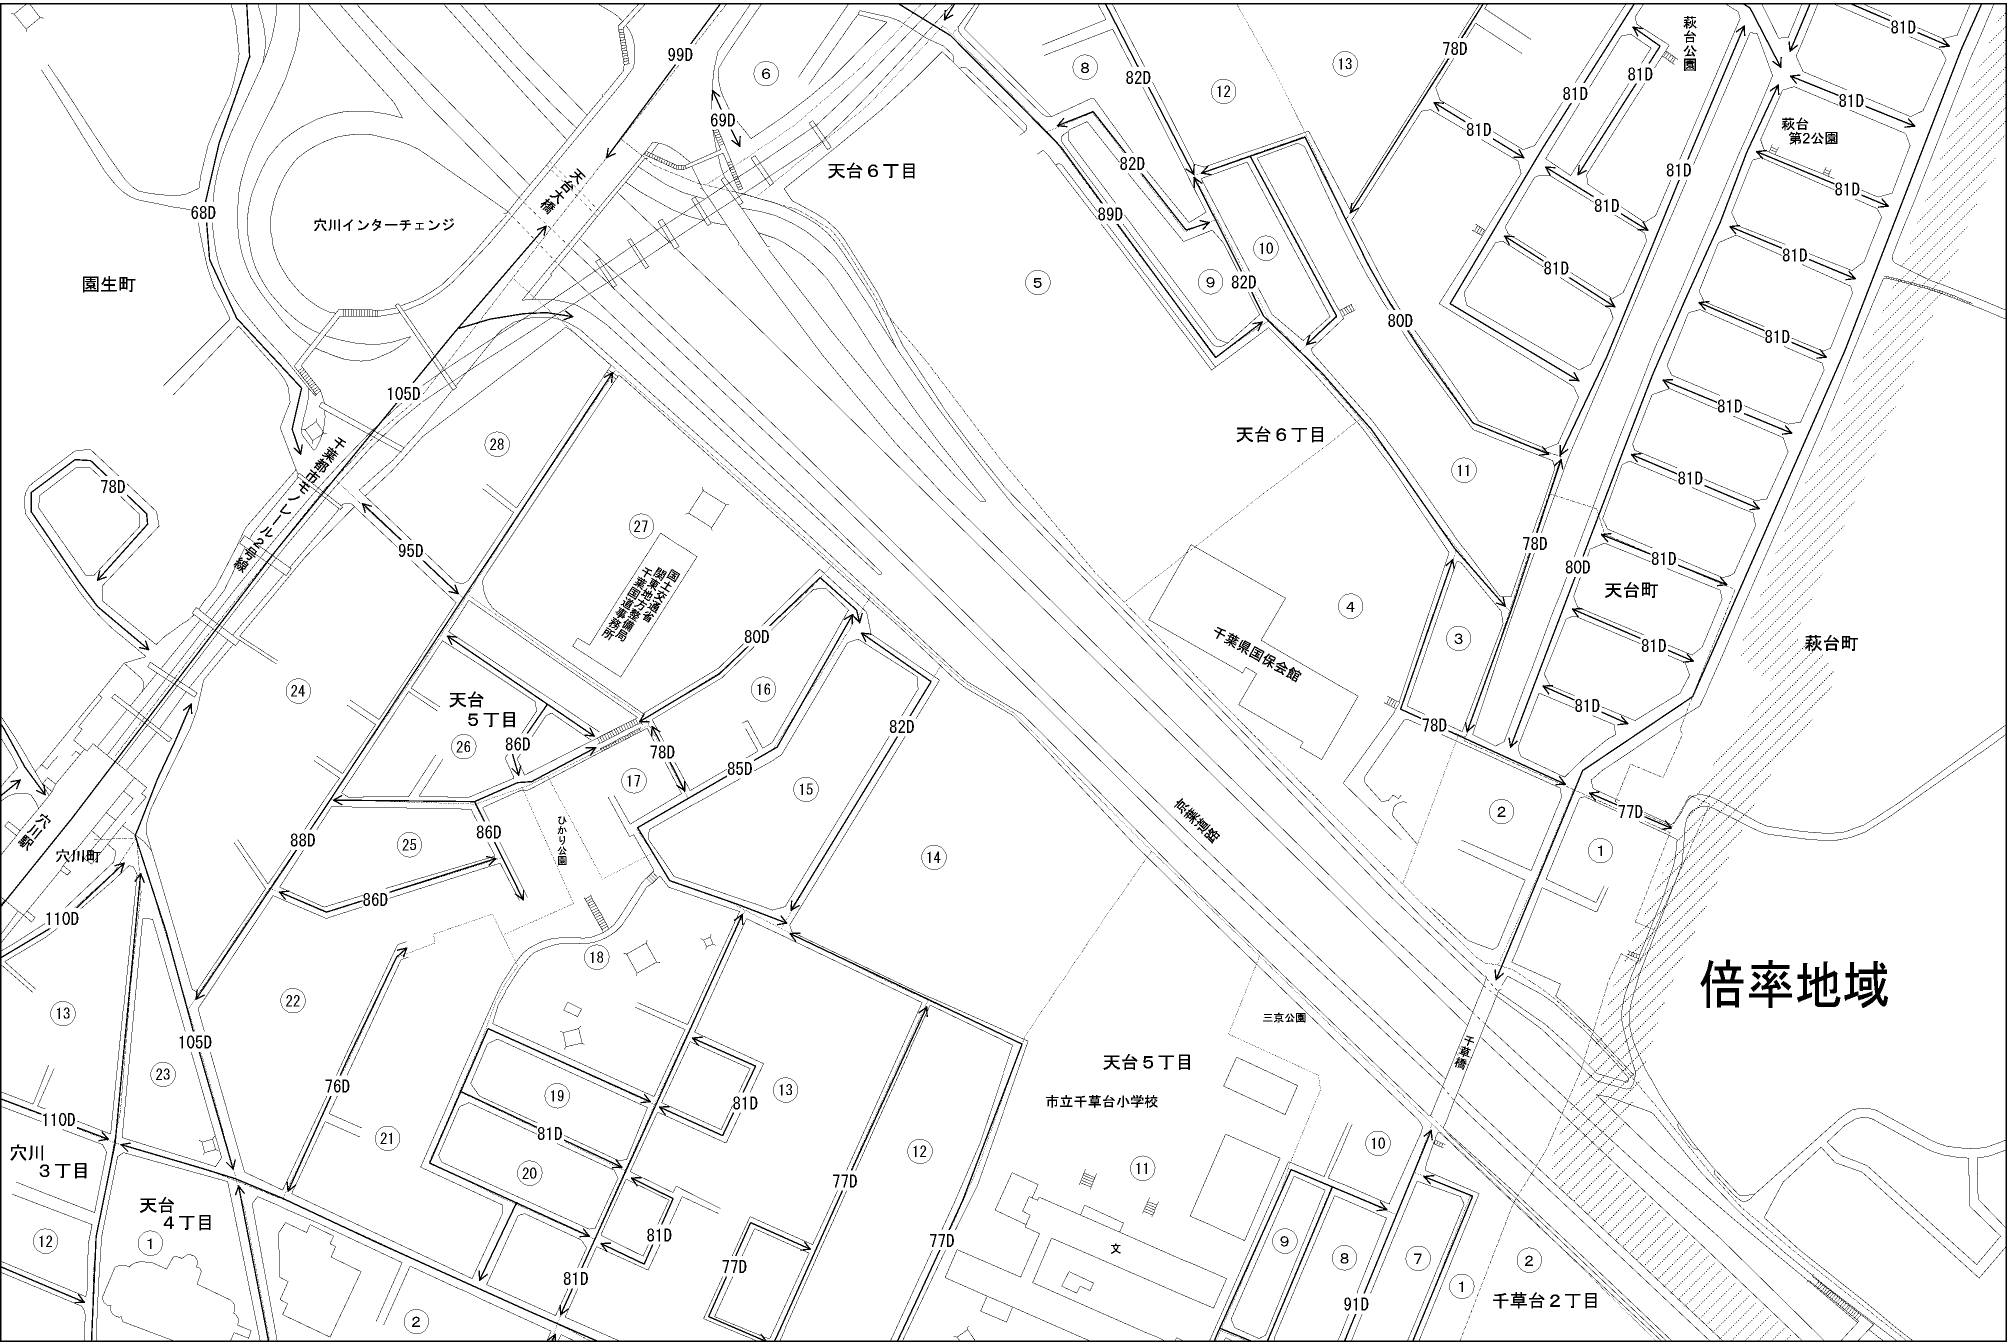 99D
6
8
82D
12
13
78D
81D
萩台公園
81D
81D
81D
81D
81D
萩台
第2公園
69D
天台大橋
天台６丁目
82D
89D
81D
81D
81D
68D
穴川インターチェンジ
10
9
82D
81D
81D
園生町
5
80D
81D
81D
105D
28
天台６丁目
11
81D
千葉都市モノレール２号線
78D
95D
27
国土交通省
関東地方整備局
千葉国道事務所
78D
80D
81D
81D
天台町
4
千葉県国保会館
3
81D
萩台町
80D
16
24
天台
５丁目
26
86D
78D
82D
85D
17
15
78D
81D
2
77D
1
京葉道路
穴川駅
穴川町
88D
25
86D
ひかり公園
86D
14
110D
18
倍率地域
13
22
三京公園
105D
千草橋
天台５丁目
市立千草台小学校
23
76D
19
13
81D
110D
81D
21
12
10
11
穴川
３丁目
20
77D
天台
４丁目
12
1
81D
77D
文
9
8
7
2
81D
77D
1
千草台２丁目
2
91D